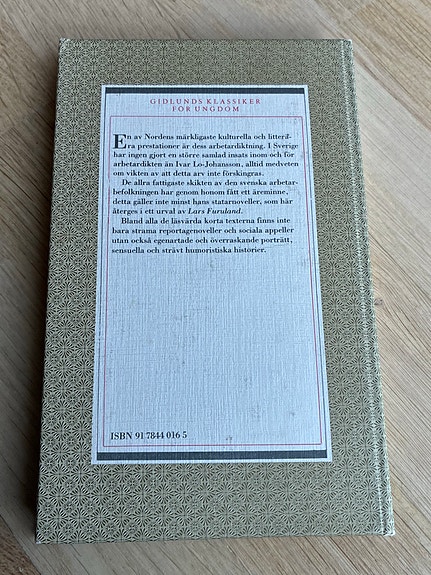 GIDLUNDS KLASSIKER
FÖR UNGDOM
En av Nordens märkligaste kulturella och litterä-
ra prestationer är dess arbetardiktning. I Sverige
har ingen gjort en större samlad insats inom och för
arbetardikten än Ivar Lo-Johansson, alltid medveten
om vikten av att detta arv inte förskingras.
De allra fattigaste skikten av den svenska arbetar-
befolkningen har genom honom fått ett äreminne,
detta gäller inte minst hans statarnoveller, som här
återges i ett urval av Lars Furuland.
Bland alla de läsvärda korta texterna finns inte
bara strama reportagenoveller och sociala appeller
utan också egenartade och överraskande porträtt,
sensuella och strävt humoristiska historier.
ISBN 91 7844 016 5